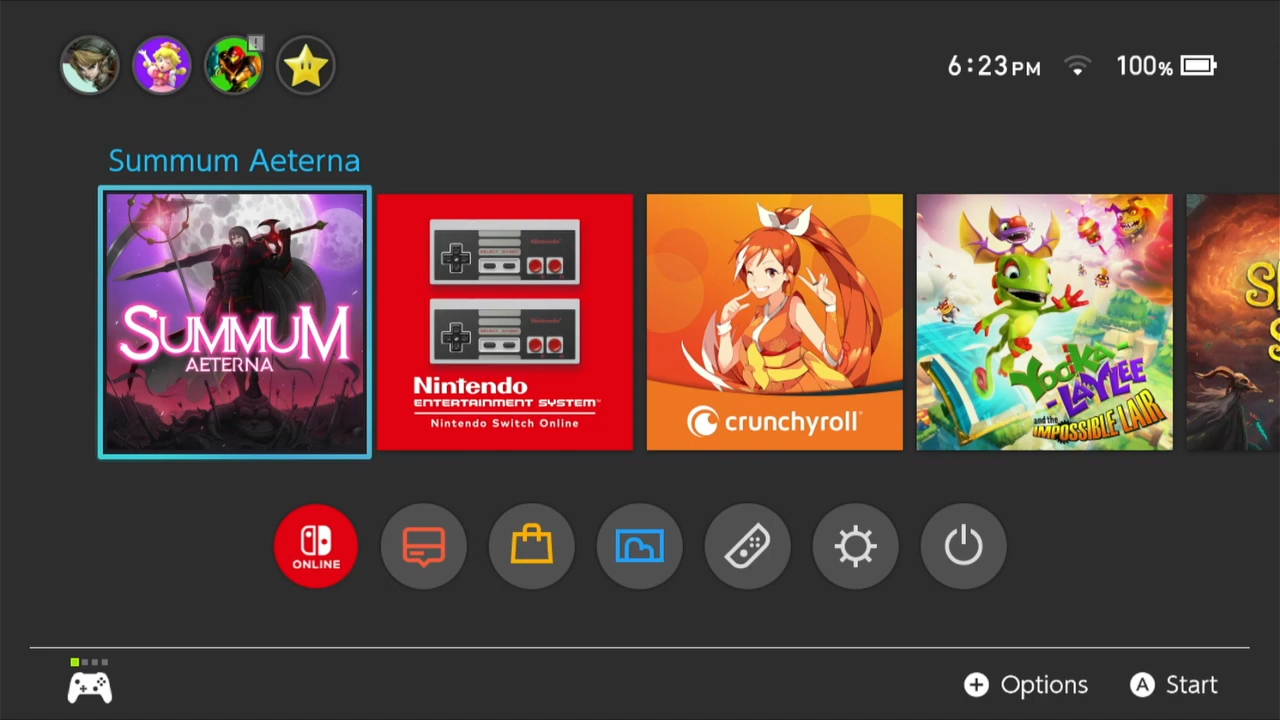 6:23PM 100%
Summum Aeterna
SUMMUM
AETERNA
Nintendo
ENTERTAINMENT SYSTEM™
Nintendo Switch Online
crunchyroll
YOOKA-
-LAYLEE
and the
IMPOSSIBLE LAIR
ONLINE
Options
A Start